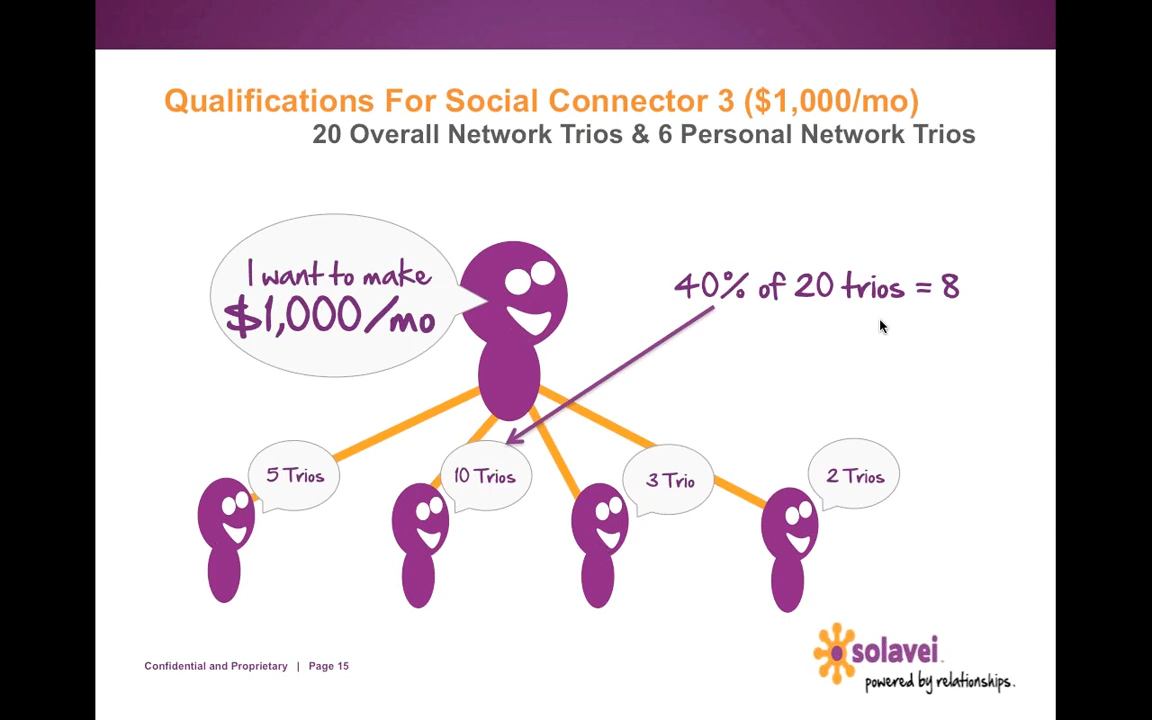 Qualifications For Social Connector 3 ($1,000/mo)
20 Overall Network Trios & 6 Personal Network Trios
I want to make
$1,000/mo
40% of 20 trios = 8
5 Trios
10 Trios
3 Trio
2 Trios
Confidential and Proprietary | Page 15
solavei
powered by relationships.